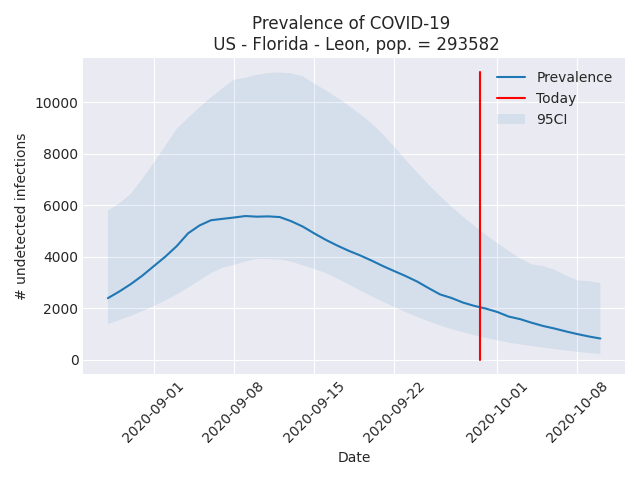 Prevalence of COVID-19
US - Florida - Leon, pop. = 293582
Prevalence
Today
95CI
# undetected infections
10000
8000
6000
4000
2000
0
2020-09-01
2020-09-08
2020-09-15
2020-09-22
2020-10-01
2020-10-08
Date